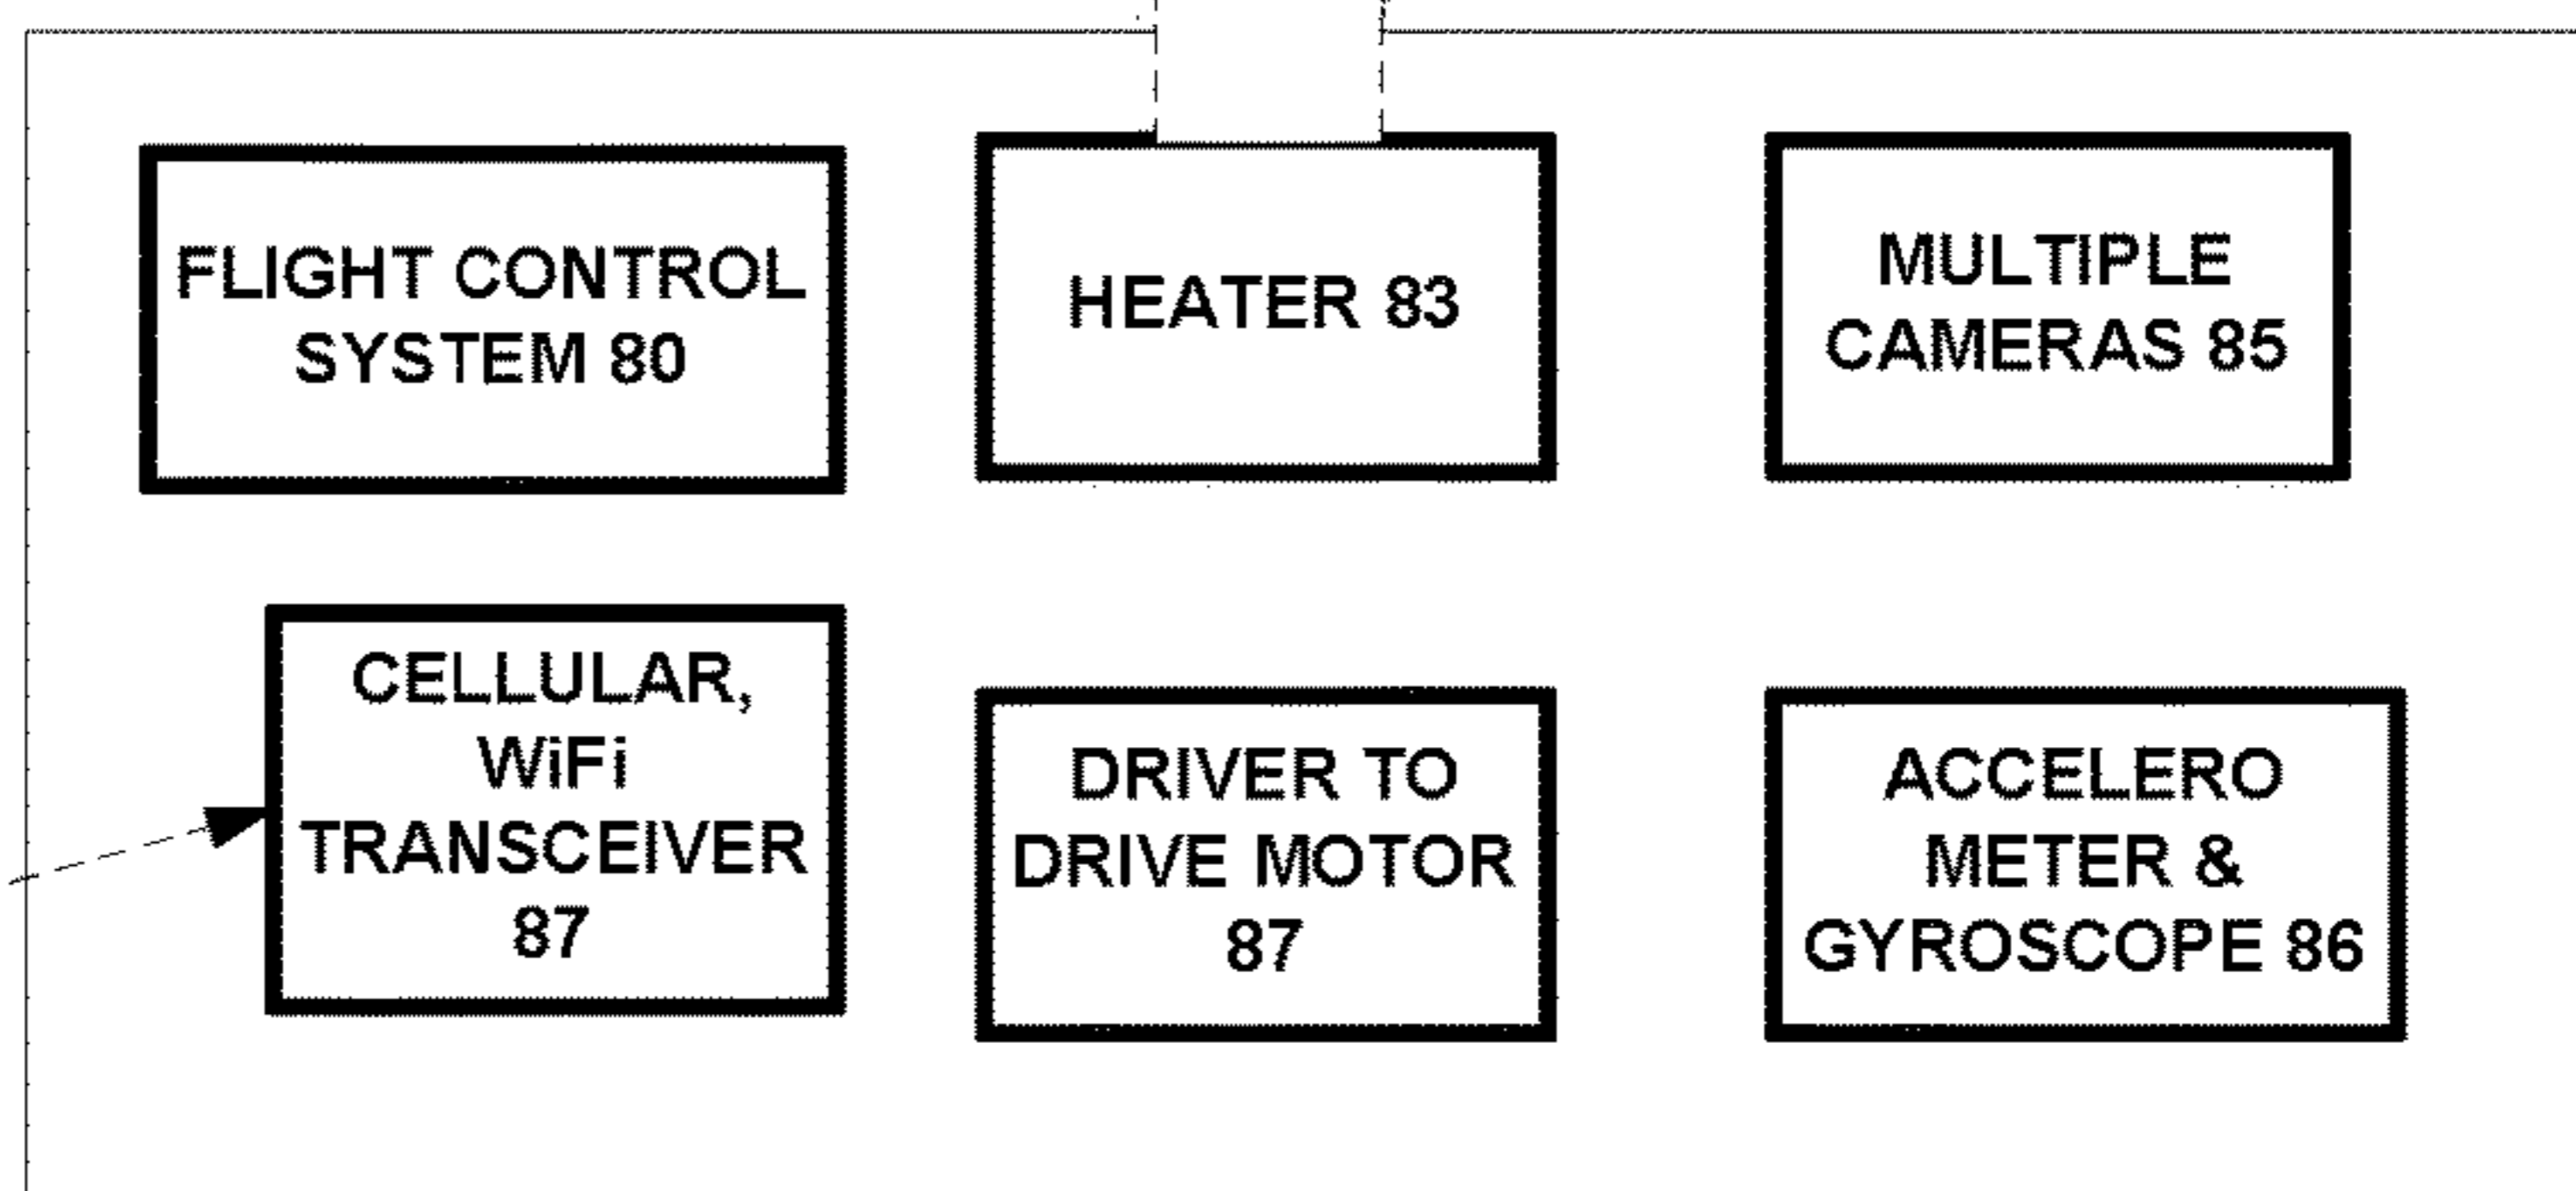 FLIGHT CONTROL
SYSTEM 80
HEATER 83
MULTIPLE
CAMERAS 85
CELLULAR,
WiFi
TRANSCEIVER
87
DRIVER TO
DRIVE MOTOR
87
ACCELERO
METER &
GYROSCOPE 86